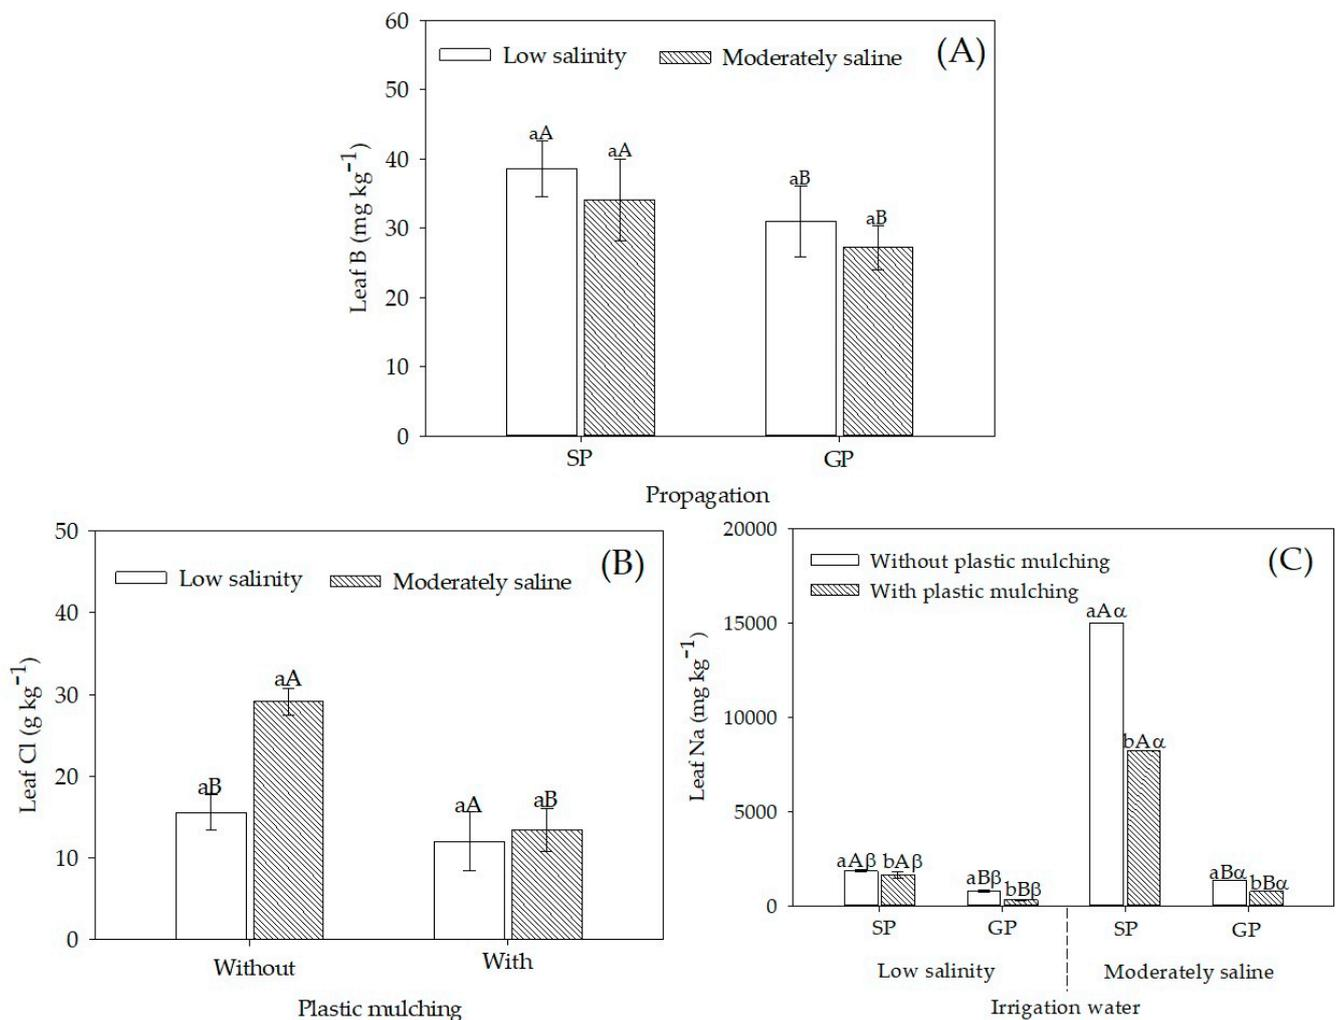 60
Low salinity Moderately saline (A)
50
aA
aA
40
aB
aB
30
20
10
0
Leaf B (mg kg⁻¹)
SP GP
Propagation
50
Low salinity Moderately saline (B)
40
aA
30
aB
20
aA aB
10
0
Leaf Cl (g kg⁻¹)
Without With
Plastic mulching
20000
Without plastic mulching (C)
With plastic mulching
aAα
15000
bAα
10000
5000
aAβ bAβ aBβ bBβ aBα bBα
0
Leaf Na (mg kg⁻¹)
SP GP SP GP
Low salinity Moderately saline
Irrigation water